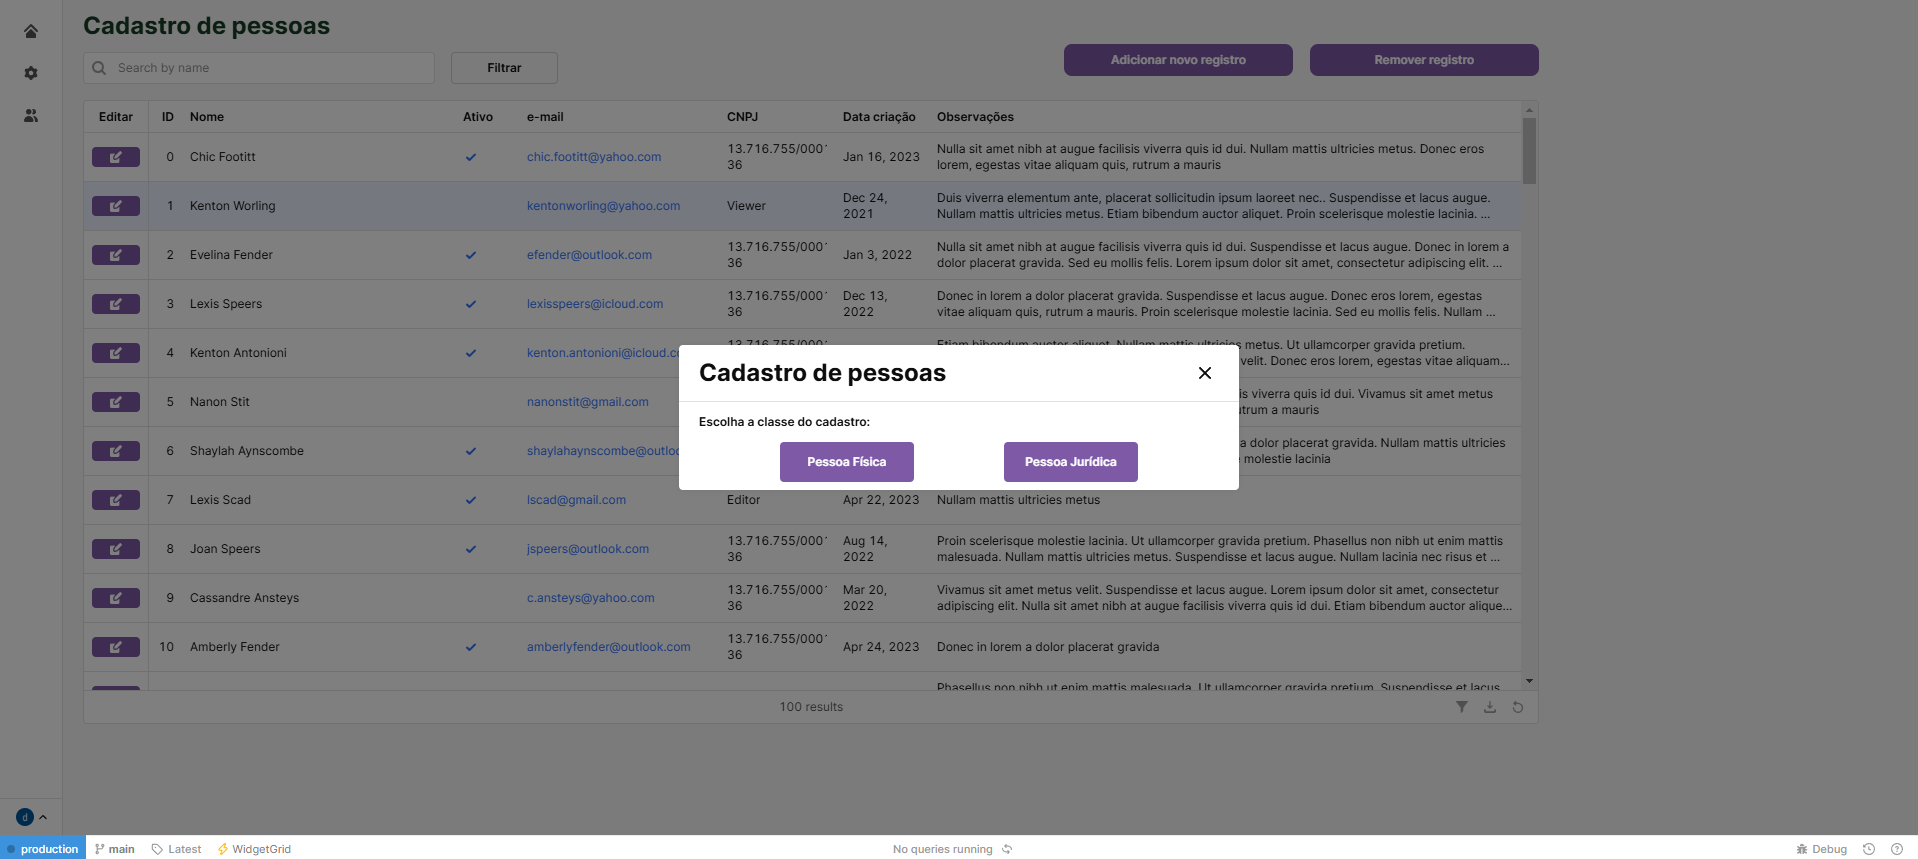 Cadastro de pessoas
Search by name
Filtrar
Adicionar novo registro
Remover registro
Editar ID Nome Ativo e-mail CNPJ Data criação Observações
0 Chic Footitt chic.footitt@yahoo.com 13.716.755/000 Jan 16, 2023 Nulla sit amet nibh at augue facilisis viverra quis id dui. Nullam mattis ultricies metus. Donec eros
36 lorem, egestas vitae aliquam quis, rutrum a mauris
1 Kenton Worling kentonworling@yahoo.com Viewer Dec 24, Duis viverra elementum ante, placerat sollicitudin ipsum laoreet nec.. Suspendisse et lacus augue.
2021 Nullam mattis ultricies metus. Etiam bibendum auctor aliquet. Proin scelerisque molestie lacinia. ...
2 Evelina Fender efender@outlook.com 13.716.755/000 Jan 3, 2022 Nulla sit amet nibh at augue facilisis viverra quis id dui. Suspendisse et lacus augue. Donec in lorem a
36 dolor placerat gravida. Sed eu mollis felis. Lorem ipsum dolor sit amet, consectetur adipiscing elit. ...
3 Lexis Speers lexisspeers@icloud.com 13.716.755/000 Dec 13, Donec in lorem a dolor placerat gravida. Suspendisse et lacus augue. Donec eros lorem, egestas
36 2022 vitae aliquam quis, rutrum a mauris. Proin scelerisque molestie lacinia. Sed eu mollis felis. Nullam ...
4 Kenton Antonioni kenton.antonioni@icloud.c metus. Ut ullamcorper gravida pretium.
velit. Donec eros lorem, egestas vitae aliquam...
Cadastro de pessoas
Escolha a classe do cadastro:
Pessoa Física
Pessoa Jurídica
5 Nanon Stit nanonstit@gmail.com viverra quis id dui. Vivamus sit amet metus
a mauris
6 Shaylah Aynscombe shaylahaynscombe@outlo a dolor placerat gravida. Nullam mattis ultricies
molestie lacinia
7 Lexis Scad lscad@gmail.com Editor Apr 22, 2023 Nullam mattis ultricies metus
8 Joan Speers jspeers@outlook.com 13.716.755/000 Aug 14, Proin scelerisque molestie lacinia. Ut ullamcorper gravida pretium. Phasellus non nibh ut enim mattis
36 2022 malesuada. Nullam mattis ultricies metus. Suspendisse et lacus augue. Nullam lacinia nec risus et ...
9 Cassandre Ansteys c.ansteys@yahoo.com 13.716.755/000 Mar 20, Vivamus sit amet metus velit. Suspendisse et lacus augue. Lorem ipsum dolor sit amet, consectetur
36 2022 adipiscing elit. Nulla sit amet nibh at augue facilisis viverra quis id dui. Etiam bibendum auctor alique...
10 Amberly Fender amberlyfender@outlook.com 13.716.755/000 Apr 24, 2023 Donec in lorem a dolor placerat gravida
36
Phasellus non nibh ut enim mattis malesuada. Ut ullamcorper gravida pretium. Suspendisse et lacus
100 results
d
production main Latest WidgetGrid No queries running Debug